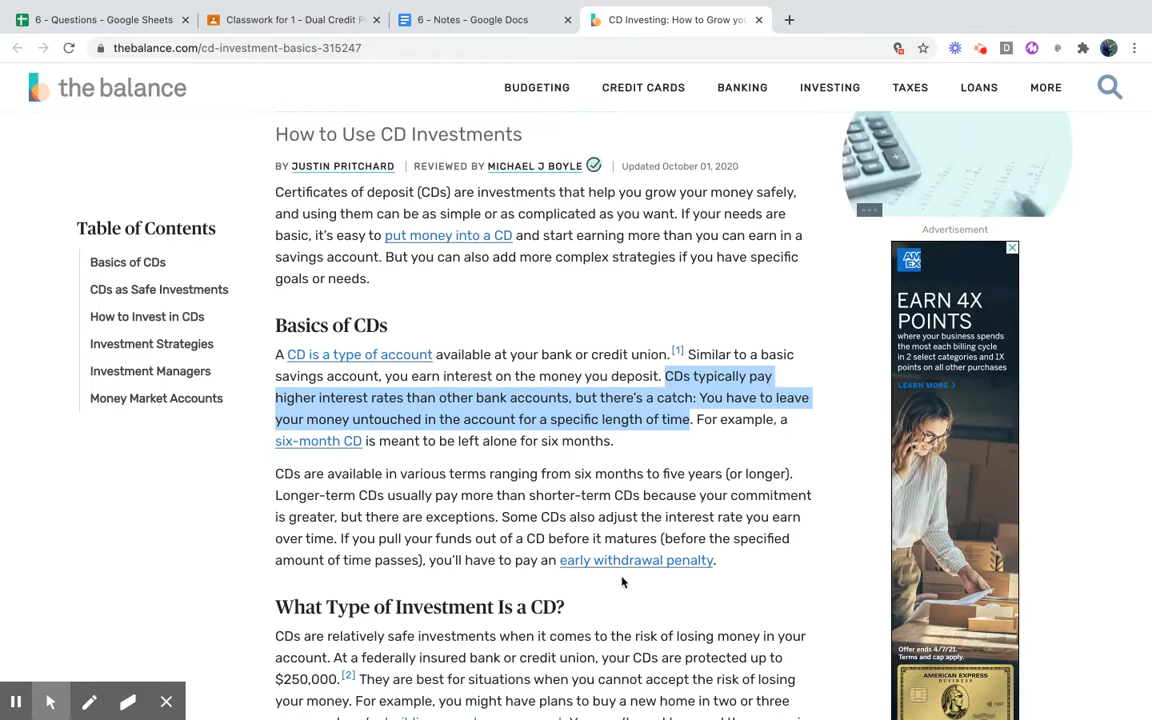 6 - Questions - Google Sheets
Classwork for 1 - Dual Credit P
6 - Notes - Google Docs
CD Investing: How to Grow you
thebalance.com/cd-investment-basics-315247
the balance
BUDGETING
CREDIT CARDS
BANKING
INVESTING
TAXES
LOANS
MORE
How to Use CD Investments
BY JUSTIN PRITCHARD | REVIEWED BY MICHAEL J BOYLE | Updated October 01, 2020
Certificates of deposit (CDs) are investments that help you grow your money safely,
and using them can be as simple or as complicated as you want. If your needs are
basic, it's easy to put money into a CD and start earning more than you can earn in a
savings account. But you can also add more complex strategies if you have specific
goals or needs.
Table of Contents
Basics of CDs
CDs as Safe Investments
How to Invest in CDs
Investment Strategies
Investment Managers
Money Market Accounts
Basics of CDs
A CD is a type of account available at your bank or credit union.[1] Similar to a basic
savings account, you earn interest on the money you deposit. CDs typically pay
higher interest rates than other bank accounts, but there's a catch: You have to leave
your money untouched in the account for a specific length of time. For example, a
six-month CD is meant to be left alone for six months.
CDs are available in various terms ranging from six months to five years (or longer).
Longer-term CDs usually pay more than shorter-term CDs because your commitment
is greater, but there are exceptions. Some CDs also adjust the interest rate you earn
over time. If you pull your funds out of a CD before it matures (before the specified
amount of time passes), you'll have to pay an early withdrawal penalty.
What Type of Investment Is a CD?
CDs are relatively safe investments when it comes to the risk of losing money in your
account. At a federally insured bank or credit union, your CDs are protected up to
$250,000.[2] They are best for situations when you cannot accept the risk of losing
your money. For example, you might have plans to buy a new home in two or three
Advertisement
AM
EX
EARN 4X
POINTS
where your business spends
the most each billing cycle
in 2 select categories and 1X
points on all other purchases
LEARN MORE >
Offer ends 4/7/21.
Terms and cap apply.
AMERICAN EXPRESS